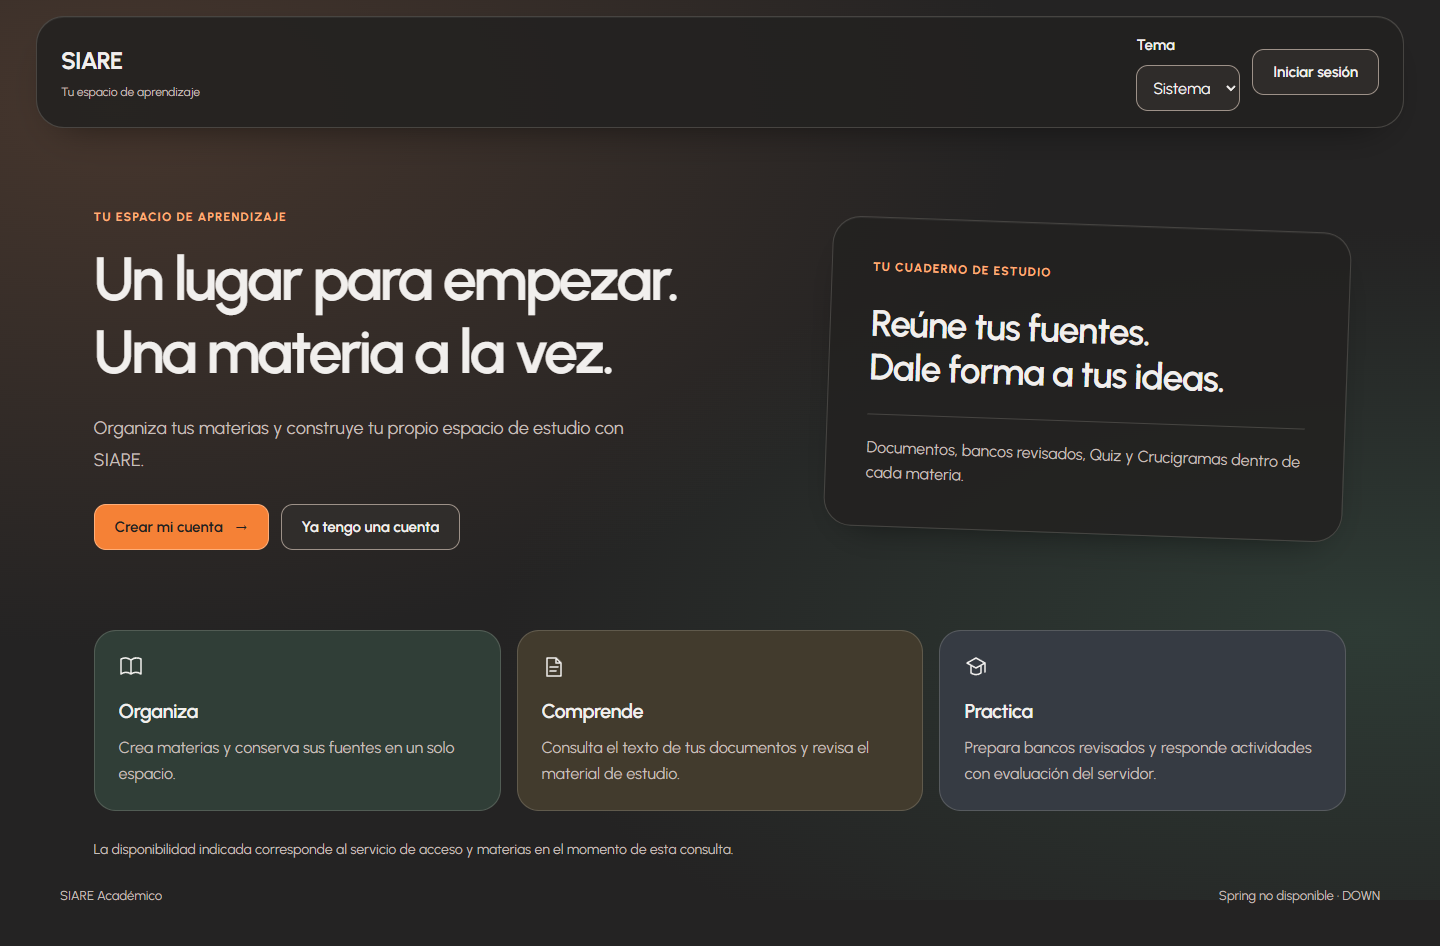 SIARE
Tu espacio de aprendizaje
Tema
Sistema
Iniciar sesión
TU ESPACIO DE APRENDIZAJE
Un lugar para empezar.
Una materia a la vez.
Organiza tus materias y construye tu propio espacio de estudio con
SIARE.
Crear mi cuenta →
Ya tengo una cuenta
TU CUADERNO DE ESTUDIO
Reúne tus fuentes.
Dale forma a tus ideas.
Documentos, bancos revisados, Quiz y Crucigramas dentro de
cada materia.
Organiza
Crea materias y conserva sus fuentes en un solo
espacio.
Comprende
Consulta el texto de tus documentos y revisa el
material de estudio.
Practica
Prepara bancos revisados y responde actividades
con evaluación del servidor.
La disponibilidad indicada corresponde al servicio de acceso y materias en el momento de esta consulta.
SIARE Académico
Spring no disponible · DOWN